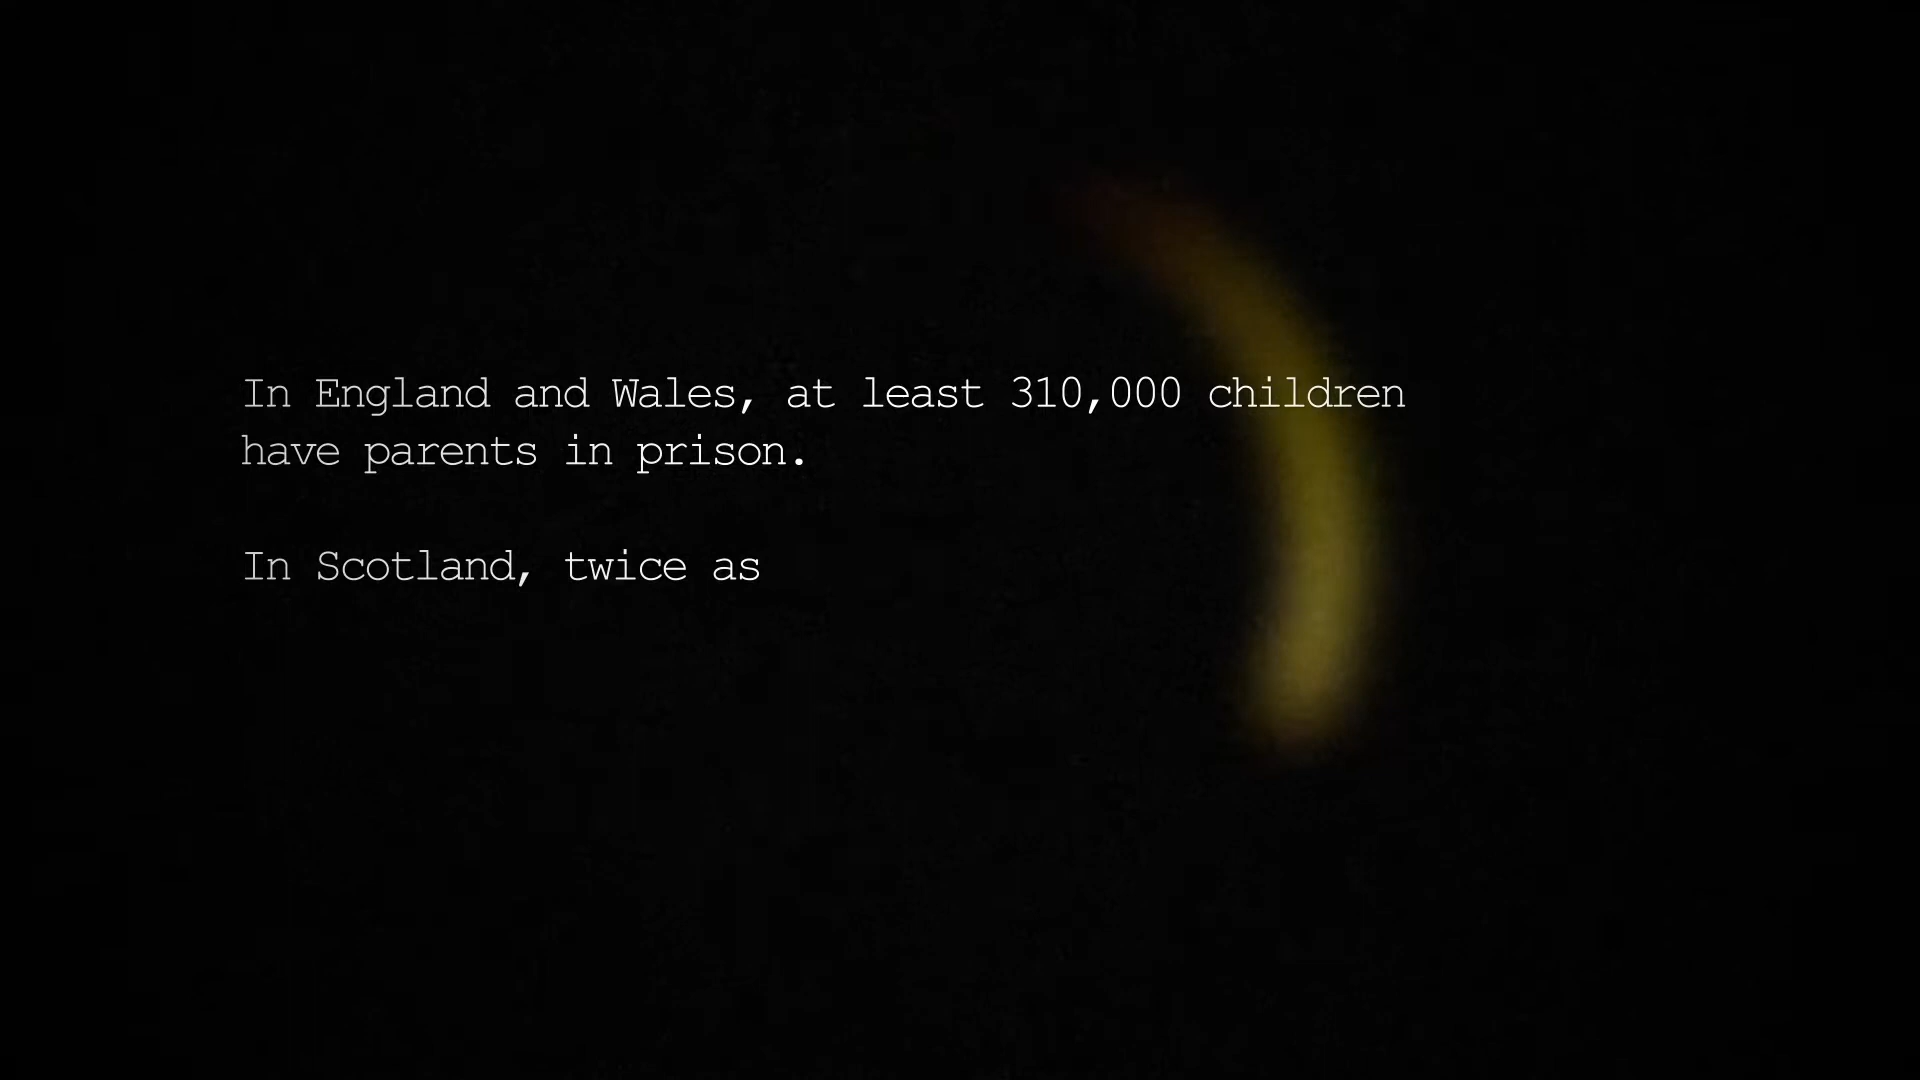 In England and Wales, at least 310,000 children
have parents in prison.
In Scotland, twice as